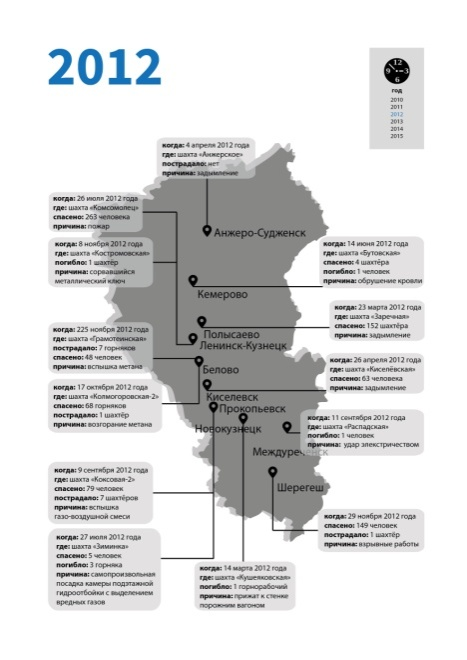 2012
12
9
3
6
год
2010
2011
2012
2013
2014
2015
когда: 4 апреля 2012 года
где: шахта «Анжерское»
пострадало: нет
причина: задымление
когда: 26 июля 2012 года
где: шахта «Комсомолец»
спасено: 263 человека
причина: пожар
когда: 8 ноября 2012 года
где: шахта «Костромовская»
погибло: 1 шахтёр
причина: сорвавшийся
металлический ключ
когда: 14 июня 2012 года
где: шахта «Бутовская»
спасено: 4 шахтёра
погибло: 1 человек
причина: обрушение кровли
когда: 23 марта 2012 года
где: шахта «Заречная»
спасено: 152 шахтёра
причина: задымление
когда: 225 ноября 2012 года
где: шахта «Грамотеинская»
пострадало: 7 горняков
спасено: 48 человек
причина: вспышка метана
когда: 26 апреля 2012 года
где: шахта «Киселёвская»
спасено: 63 человека
причина: задымление
когда: 17 октября 2012 года
где: шахта «Колмогоровская-2»
спасено: 68 горняков
пострадало: 1 шахтёр
причина: возгорание метана
когда: 11 сентября 2012 года
где: шахта «Распадская»
погибло: 1 человек
причина: удар элестричеством
когда: 9 сентября 2012 года
где: шахта «Коксовая-2»
спасено: 79 человек
пострадало: 7 шахтёров
причина: вспышка
газо-воздушной смеси
когда: 29 ноября 2012 года
где: шахта
спасено: 149 человек
пострадало: 1 шахтёр
причина: взрывные работы
когда: 27 июля 2012 года
где: шахта «Зиминка»
спасено: 5 человек
погибло: 3 горняка
причина: самопроизвольная
посадка камеры подэтажной
гидроотбойки с выделением
вредных газов
когда: 14 марта 2012 года
где: шахта «Кушеяковская»
погибло: 1 горнорабочий
причина: прижат к стенке
порожним вагоном
Анжеро-Судженск
Кемерово
Полысаево
Ленинск-Кузнецк
Белово
Киселевск
Прокопьевск
Новокузнецк
Междуреченск
Шерегеш